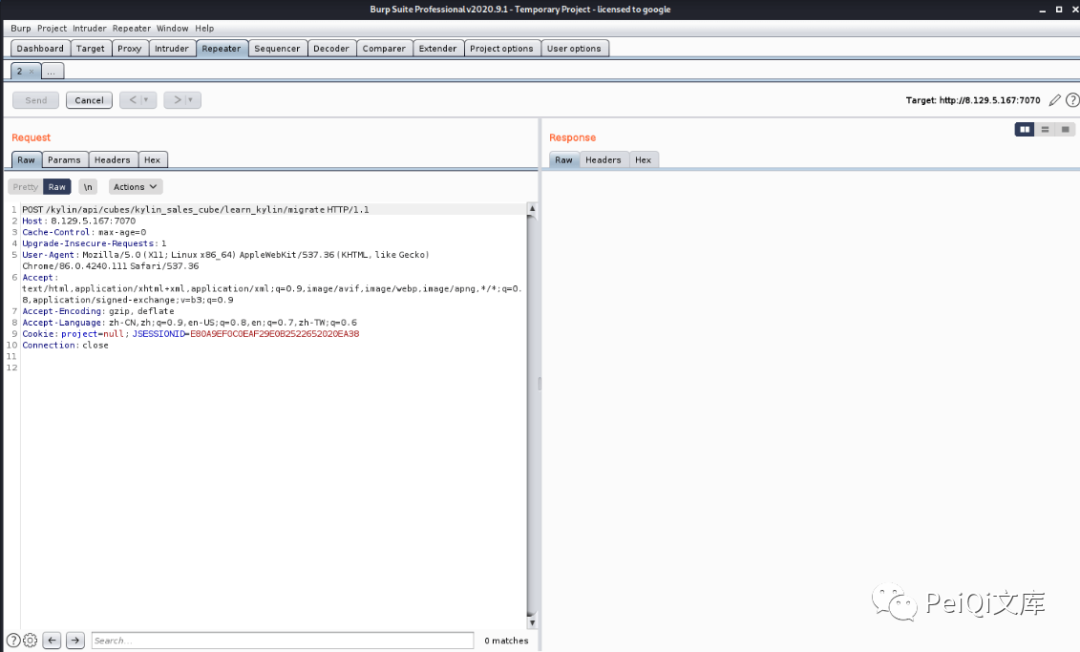 Burp Suite Professional v2020.9.1 - Temporary Project - licensed to google
Burp Project Intruder Repeater Window Help
Dashboard Target Proxy Intruder Repeater Sequencer Decoder Comparer Extender Project options User options
2 × ...
Send Cancel < > Target: http://8.129.5.167:7070 ?
Request
Response
Raw Params Headers Hex
Raw Headers Hex
Pretty Raw \n Actions
1 POST /kylin/api/cubes/kylin_sales_cube/learn_kylin/migrate HTTP/1.1
2 Host: 8.129.5.167:7070
3 Cache-Control: max-age=0
4 Upgrade-Insecure-Requests: 1
5 User-Agent: Mozilla/5.0 (X11; Linux x86_64) AppleWebKit/537.36 (KHTML, like Gecko)
Chrome/86.0.4240.111 Safari/537.36
6 Accept:
text/html,application/xhtml+xml,application/xml;q=0.9,image/avif,image/webp,image/apng,*/*;q=0.
8,application/signed-exchange;v=b3;q=0.9
7 Accept-Encoding: gzip, deflate
8 Accept-Language: zh-CN,zh;q=0.9,en-US;q=0.8,en;q=0.7,zh-TW;q=0.6
9 Cookie: project=null; JSESSIONID=E80A9EF0C0EAF29E0B2522652020EA38
10 Connection: close
11
12
PeiQi文库
? Search... 0 matches